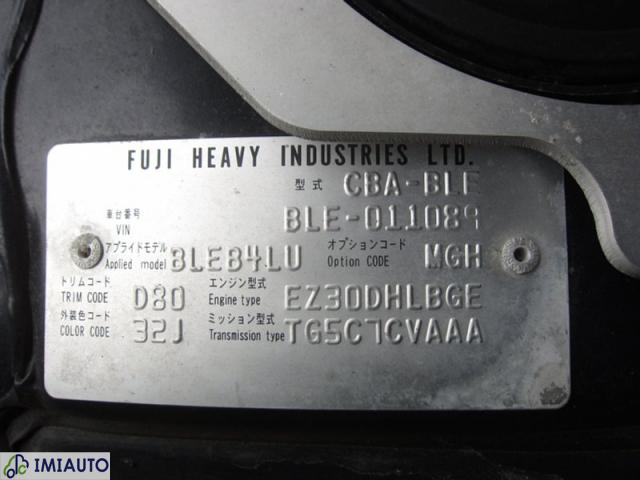 FUJI HEAVY INDUSTRIES LTD.
型式 CBA-BLE
車台番号 VIN BLE-011089
アプライドモデル Applied model BLE84LU オプションコード Option CODE MGH
トリムコード TRIM CODE D80 エンジン型式 Engine type EZ30DHLBGE
外装色コード COLOR CODE 32J ミッション型式 Transmission type TG5C7CVAAA
IMIAUTO